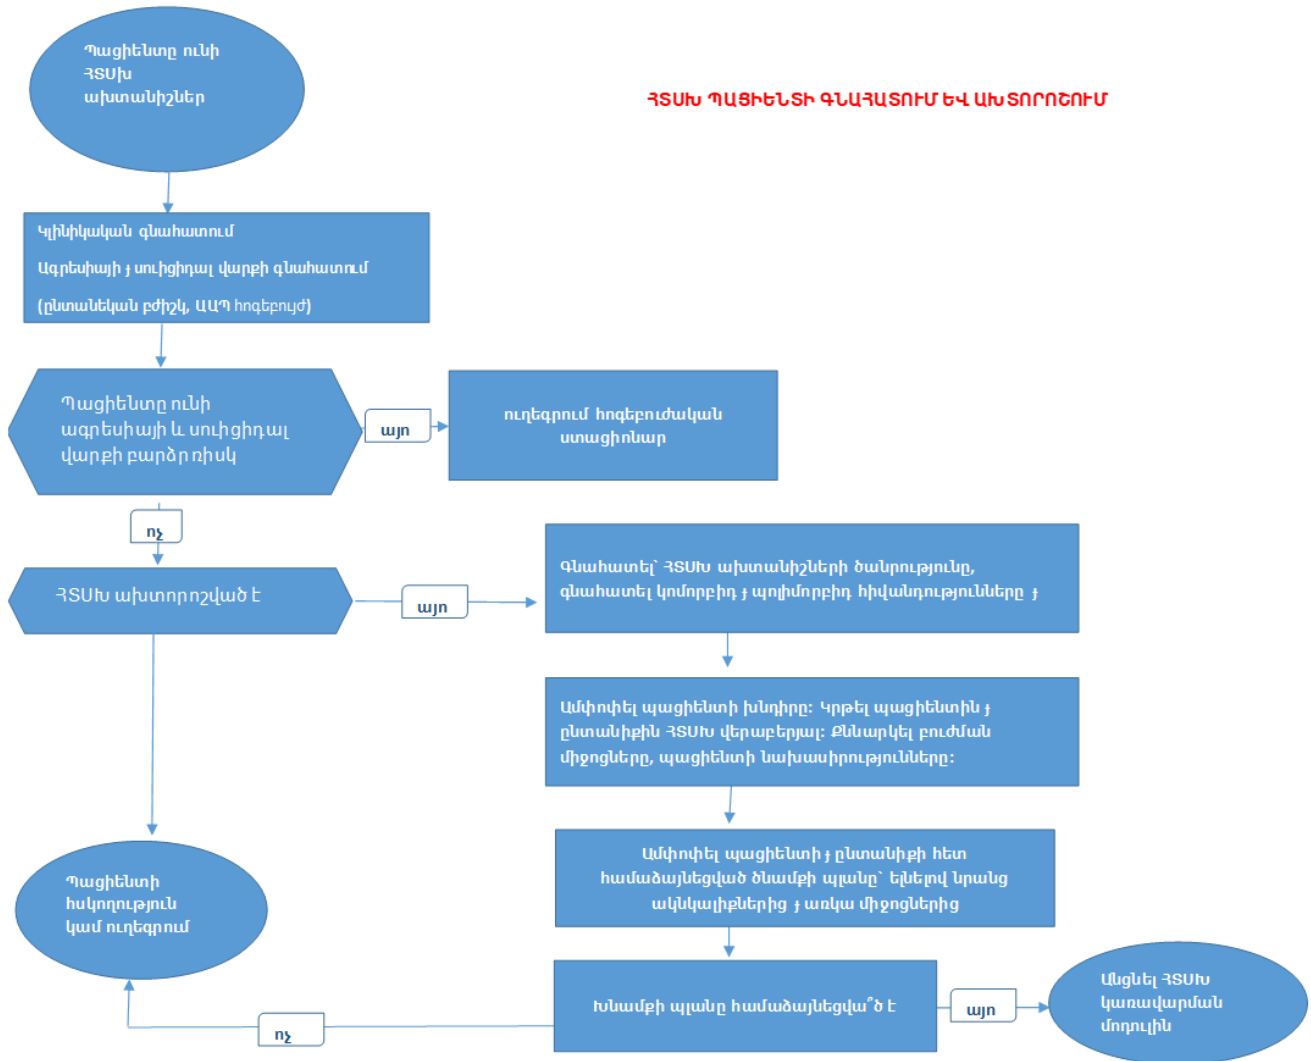 Պացիենտը ունի
ՀՏՍխ
ախտանիշներ
ՀՏՍԽ ՊԱՑԻԵՆՏԻ ԳՆԱՀԱՏՈՒՄ ԵՎ ԱԽՏՈՐՈՇՈՒՄ
Կլինիկական գնահատում
Ագրեսիայի ֈ սուիցիդալ վարքի գնահատում
(ընտանեկան բժիշկ, ԱԱՊ հոգեբույժ)
Պացիենտը ունի
ագրեսիայի և սուիցիդալ
վարքի բարձր ռիսկ
այո
ուղեգրում հոգեբուժական
ստացիոնար
ոչ
ՀՏՍԽ ախտորոշված է
այո
Գնահատել՝ ՀՏՍԽ ախտանիշների ծանրությունը,
գնահատել կոմորբիդ ֈ պոլիմորբիդ հիվանդությունները ֈ
Ամփոփել պացիենտի խնդիրը: Կրթել պացիենտին ֈ
ընտանիքին ՀՏՍԽ վերաբերյալ: Քննարկել բուժման
միջոցները, պացիենտի նախասիրությունները:
Ամփոփել պացիենտի ֈ ընտանիքի հետ
համաձայնեցված ծնամքի պլանը՝ ելնելով նրանց
ակնկալիքներից ֈ առկա միջոցներից
Պացիենտի
հսկողություն
կամ ուղեգրում
Խնամքի պլանը համաձայնեցվա՞ծ է
այո
Անցնել ՀՏՍԽ
կառավարման
մոդուլին
ոչ